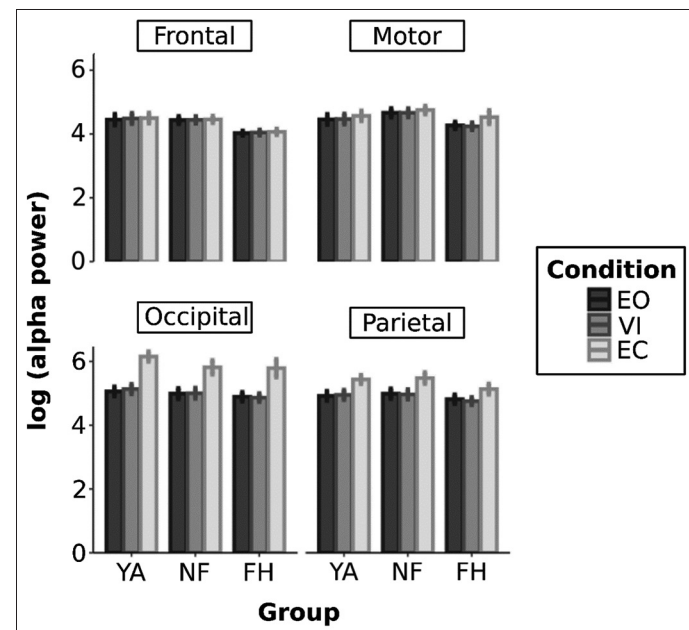 Frontal
Motor
6
4
2
0
log (alpha power)
Condition
EO
VI
EC
Occipital
Parietal
6
4
2
0
YA NF FH YA NF FH
Group